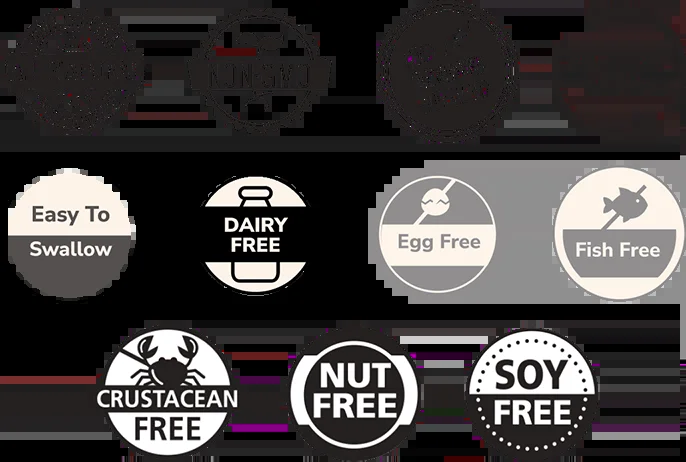 Easy To
Swallow
DAIRY
FREE
Egg Free
Fish Free
CRUSTACEAN
FREE
NUT
FREE
SOY
FREE